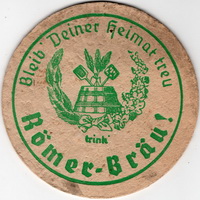 Bleib' Deiner Heimat treu
trink'
Römer-Bräu!